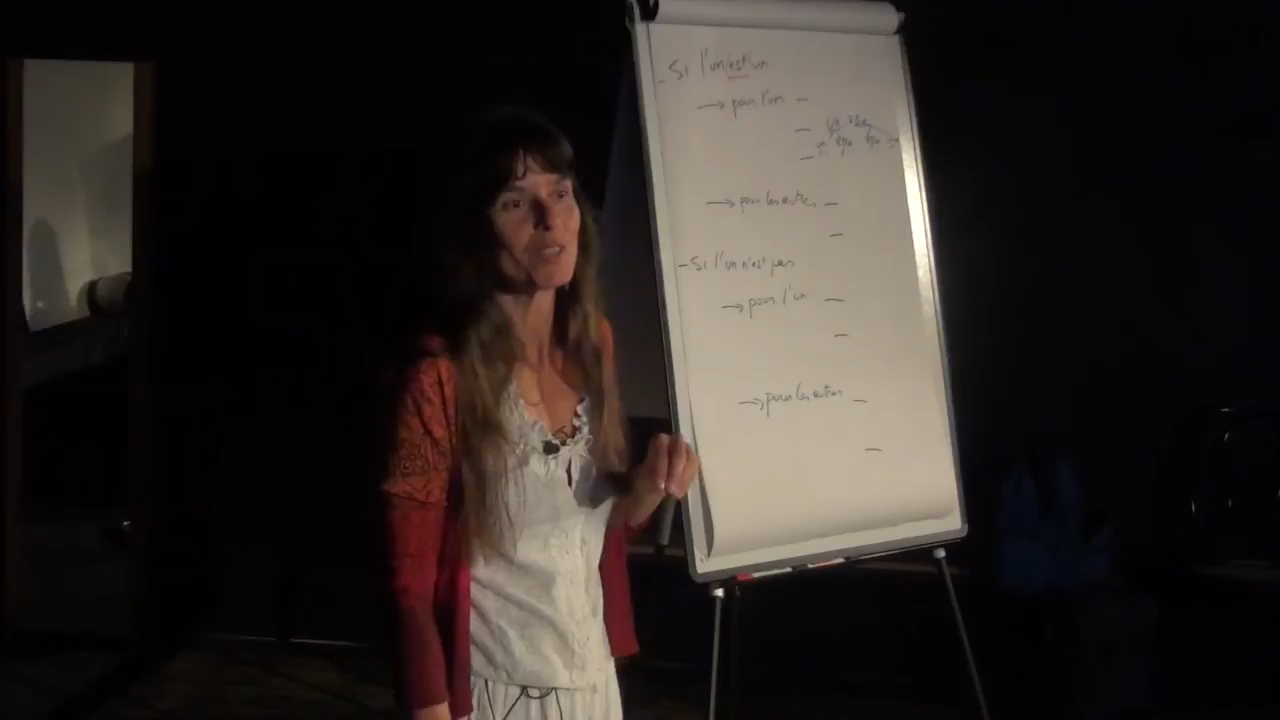 - Si l'un est un
→ pour l'un -
-
-
→ pour les autres -
-
- Si l'un n'est pas
→ pour l'un -
-
→ pour les autres -
-